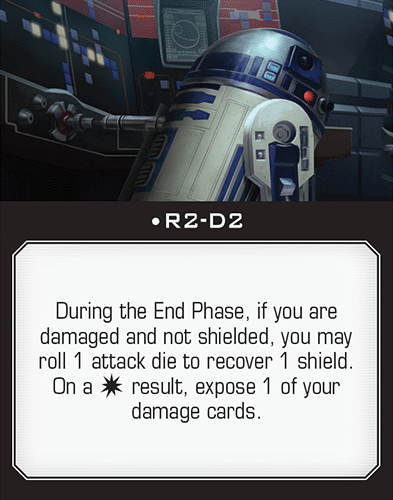 •R2-D2
During the End Phase, if you are
damaged and not shielded, you may
roll 1 attack die to recover 1 shield.
On a result, expose 1 of your
damage cards.